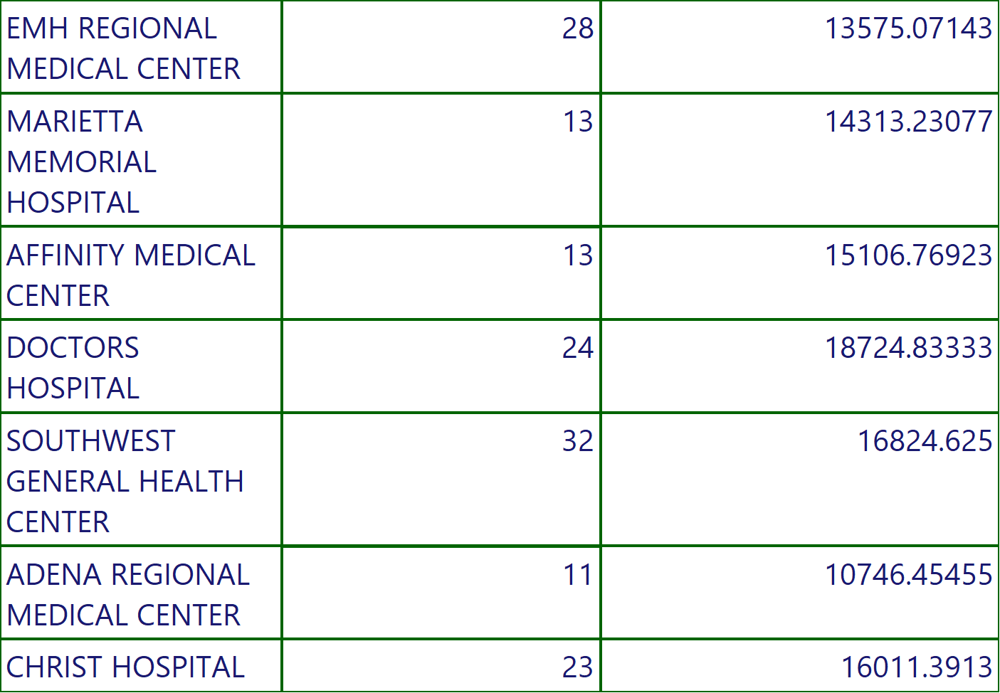 EMH REGIONAL 28 13575.07143
MEDICAL CENTER
MARIETTA 13 14313.23077
MEMORIAL
HOSPITAL
AFFINITY MEDICAL 13 15106.76923
CENTER
DOCTORS 24 18724.83333
HOSPITAL
SOUTHWEST 32 16824.625
GENERAL HEALTH
CENTER
ADENA REGIONAL 11 10746.45455
MEDICAL CENTER
CHRIST HOSPITAL 23 16011.3913